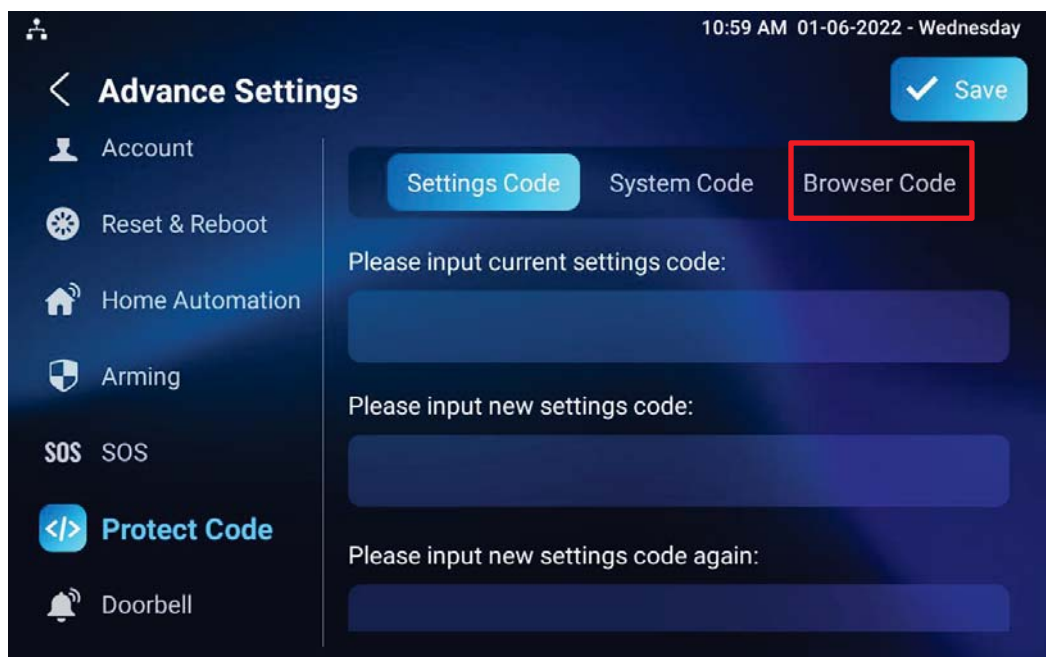 10:59 AM 01-06-2022 - Wednesday
Advance Settings
Save
Account
Reset & Reboot
Home Automation
Arming
SOS SOS
Protect Code
Doorbell
Settings Code System Code Browser Code
Please input current settings code:
Please input new settings code:
Please input new settings code again: